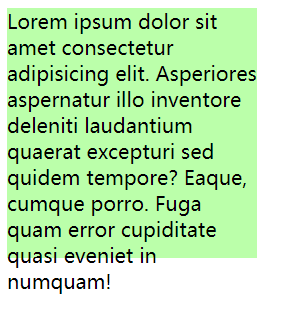 Lorem ipsum dolor sit
amet consectetur
adipisicing elit. Asperiores
aspernatur illo inventore
deleniti laudantium
quaerat excepturi sed
quidem tempore? Eaque,
cumque porro. Fuga
quam error cupiditate
quasi eveniet in
numquam!